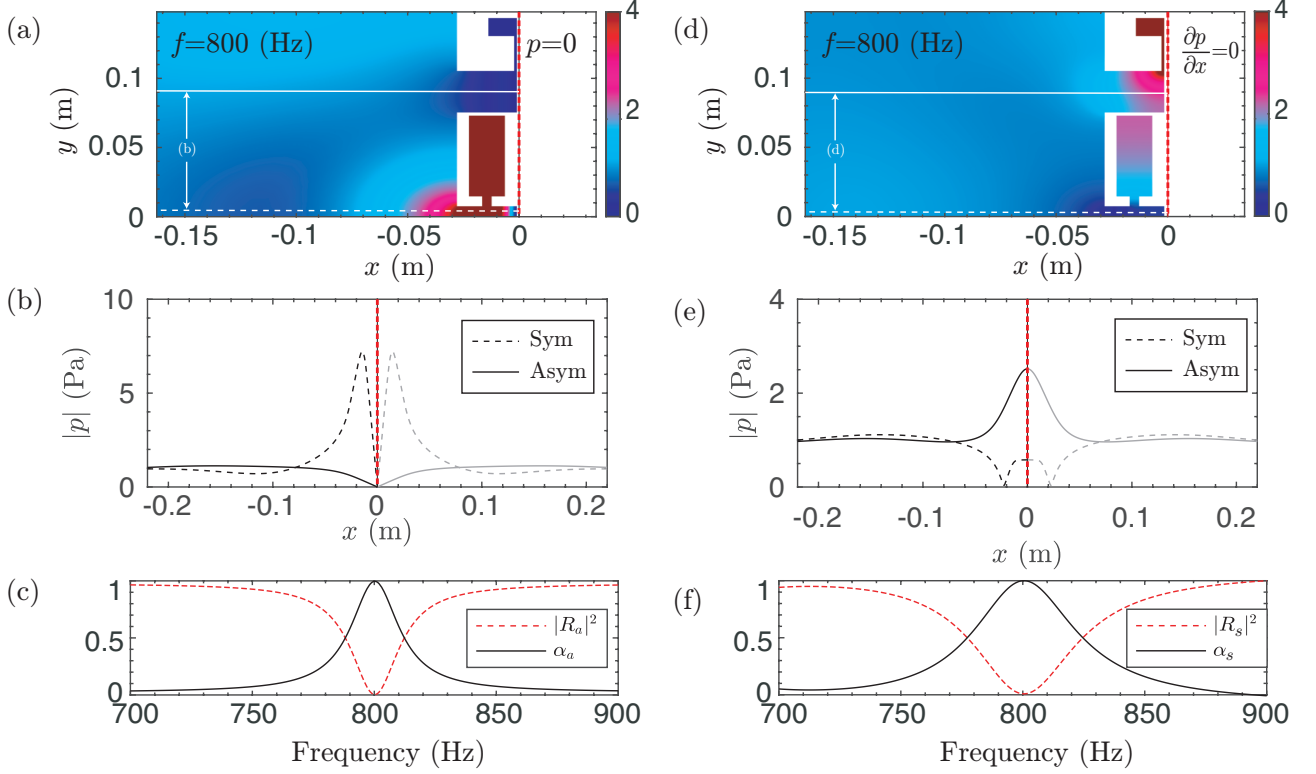 (a)
f=800 (Hz)
p=0
4
2
0
0.1
0.05
0
y (m)
(b)
-0.15
-0.1
-0.05
0
x (m)
(d)
f=800 (Hz)
∂p/∂x=0
4
2
0
0.1
0.05
0
y (m)
(d)
-0.15
-0.1
-0.05
0
x (m)
(b)
10
5
0
|p| (Pa)
Sym
Asym
-0.2
-0.1
0
0.1
0.2
x (m)
(e)
4
2
0
|p| (Pa)
Sym
Asym
-0.2
-0.1
0
0.1
0.2
x (m)
(c)
1
0.5
0
|R_a|^2
α_a
700
750
800
850
900
Frequency (Hz)
(f)
1
0.5
0
|R_s|^2
α_s
700
750
800
850
900
Frequency (Hz)